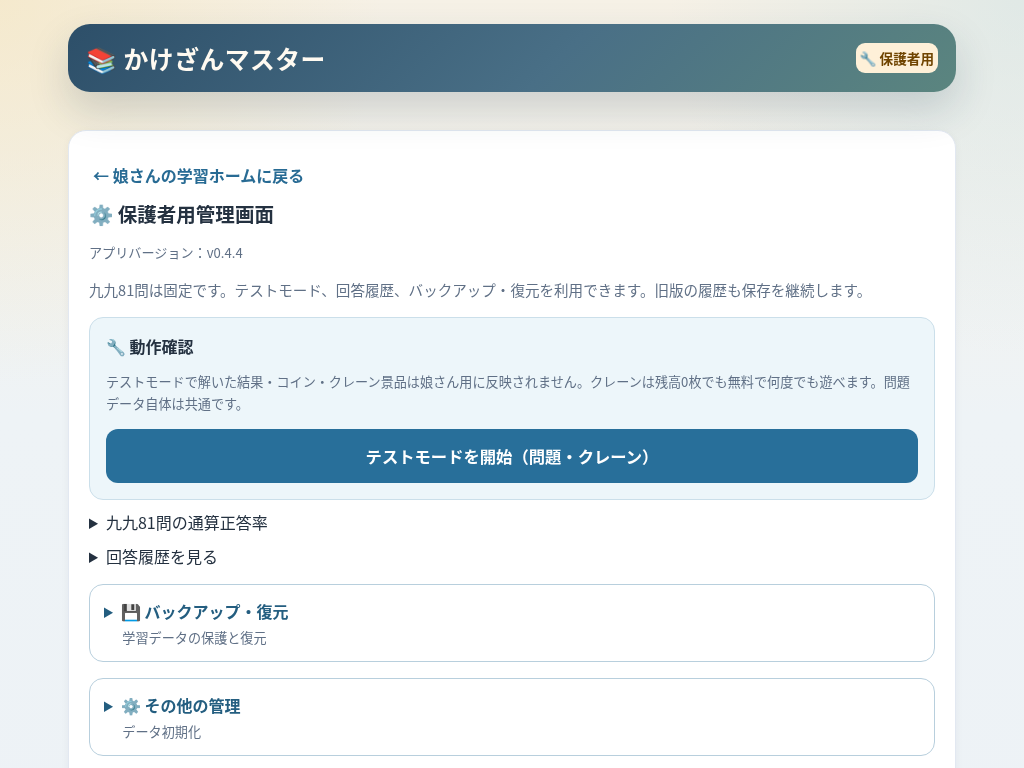 📚 かけざんマスター
🔧 保護者用
← 娘さんの学習ホームに戻る
⚙️ 保護者用管理画面
アプリバージョン：v0.4.4
九九81問は固定です。テストモード、回答履歴、バックアップ・復元を利用できます。旧版の履歴も保存を継続します。
🔧 動作確認
テストモードで解いた結果・コイン・クレーン景品は娘さん用に反映されません。クレーンは残高0枚でも無料で何度でも遊べます。問題
データ自体は共通です。
テストモードを開始（問題・クレーン）
▶ 九九81問の通算正答率
▶ 回答履歴を見る
▶ 💾 バックアップ・復元
学習データの保護と復元
▶ ⚙️ その他の管理
データ初期化